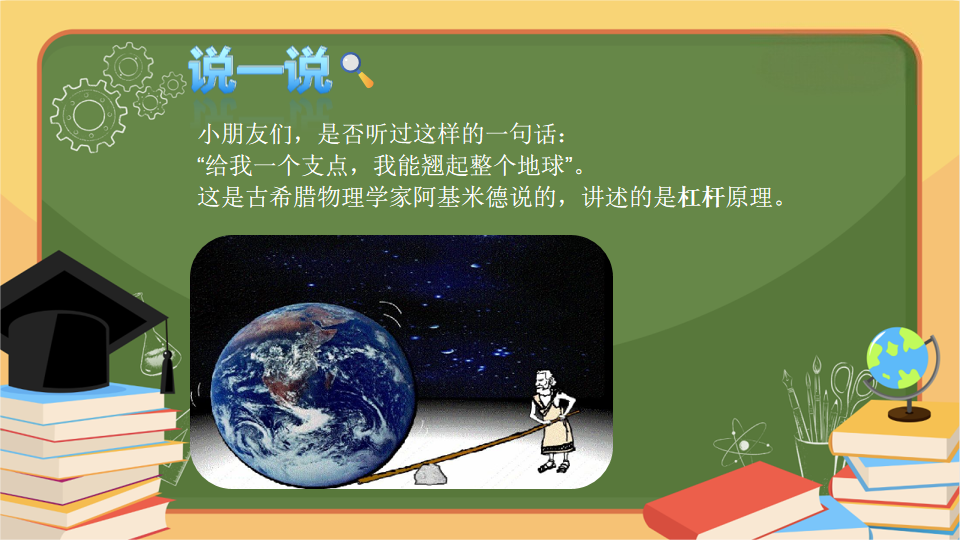 说一说
小朋友们，是否听过这样的一句话：
“给我一个支点，我能翘起整个地球”。
这是古希腊物理学家阿基米德说的，讲述的是杠杆原理。